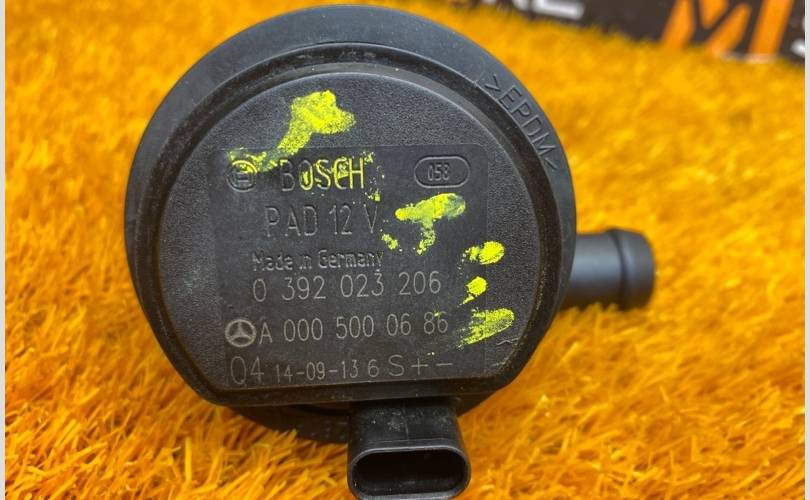 >EPDM<
BOSCH 058
PAD 12 V
Made in Germany
0 392 023 206
A 000 500 06 86
Q4 14-09-13 6 S+-